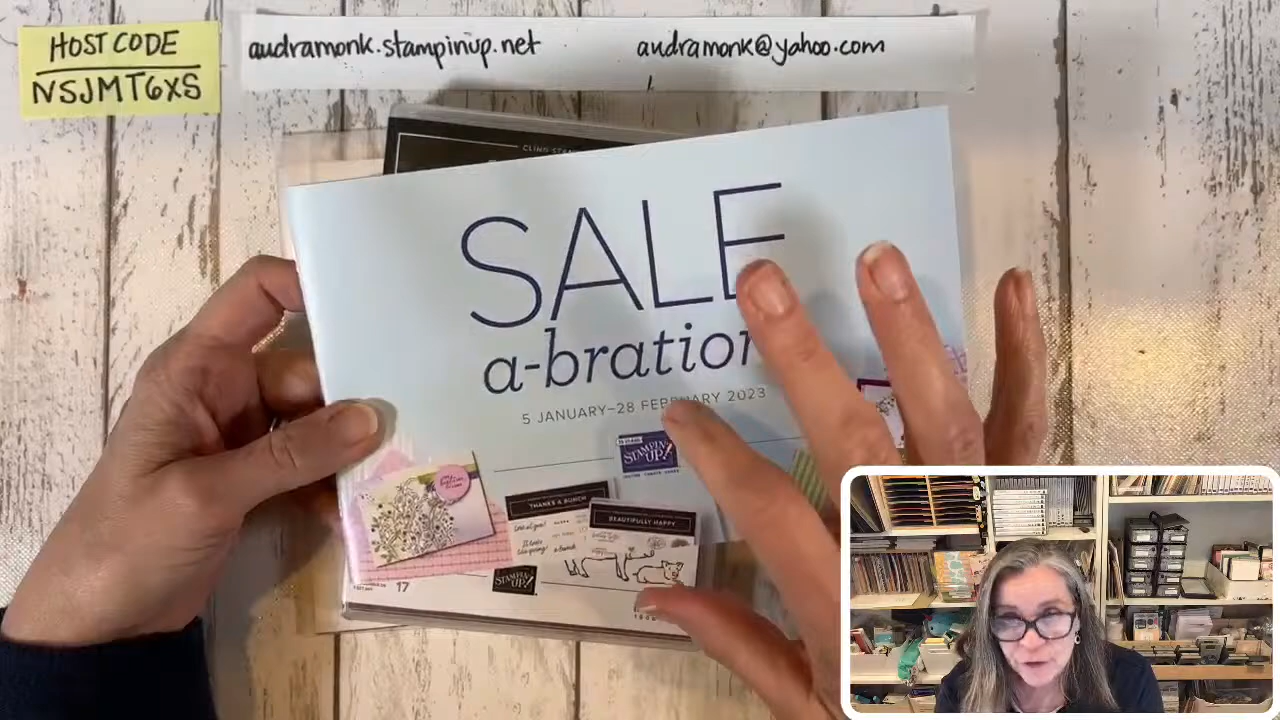 HOST CODE
NSJMT6XS
audramonk.stampinup.net
audramonk@yahoo.com
CLING
SALE
a-bration
5 JANUARY–28 FEBRUARY 2023
STAMPIN' UP!
THANKS A BUNCH
BEAUTIFULLY HAPPY
STAMPIN' UP!
17